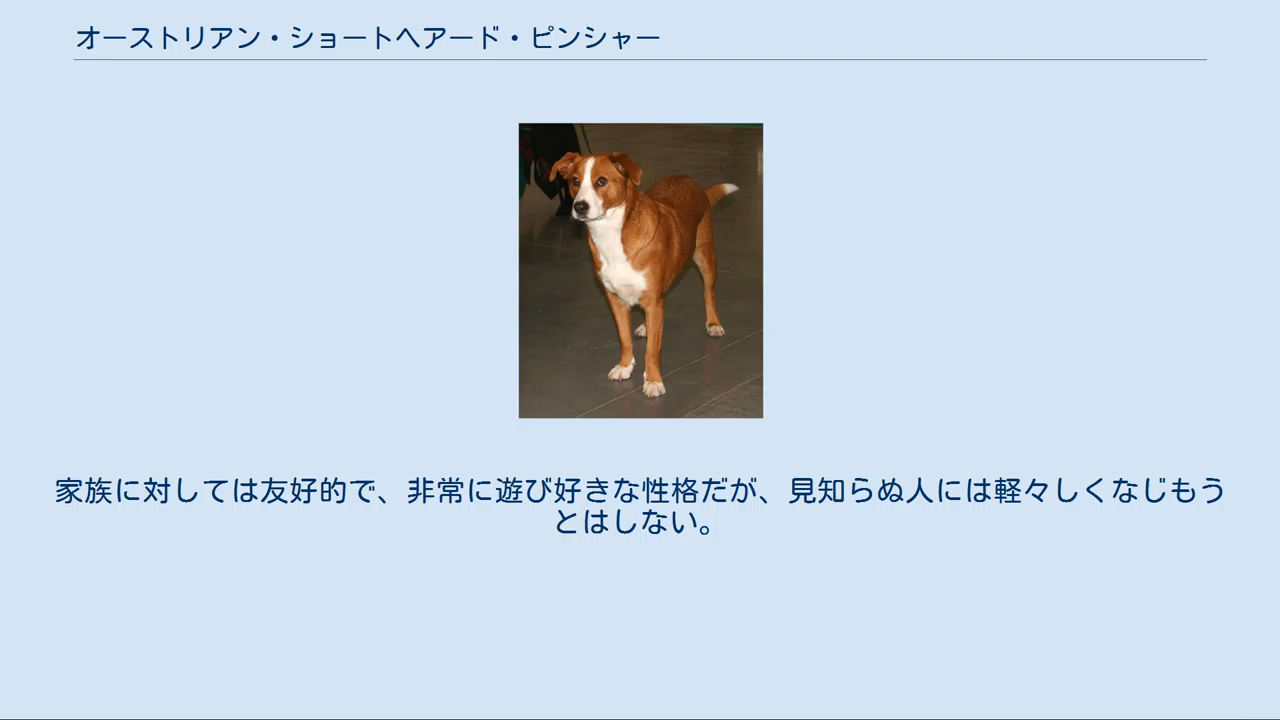 オーストリアン・ショートヘアード・ピンシャー
家族に対しては友好的で、非常に遊び好きな性格だが、見知らぬ人には軽々しくなじもう
とはしない。